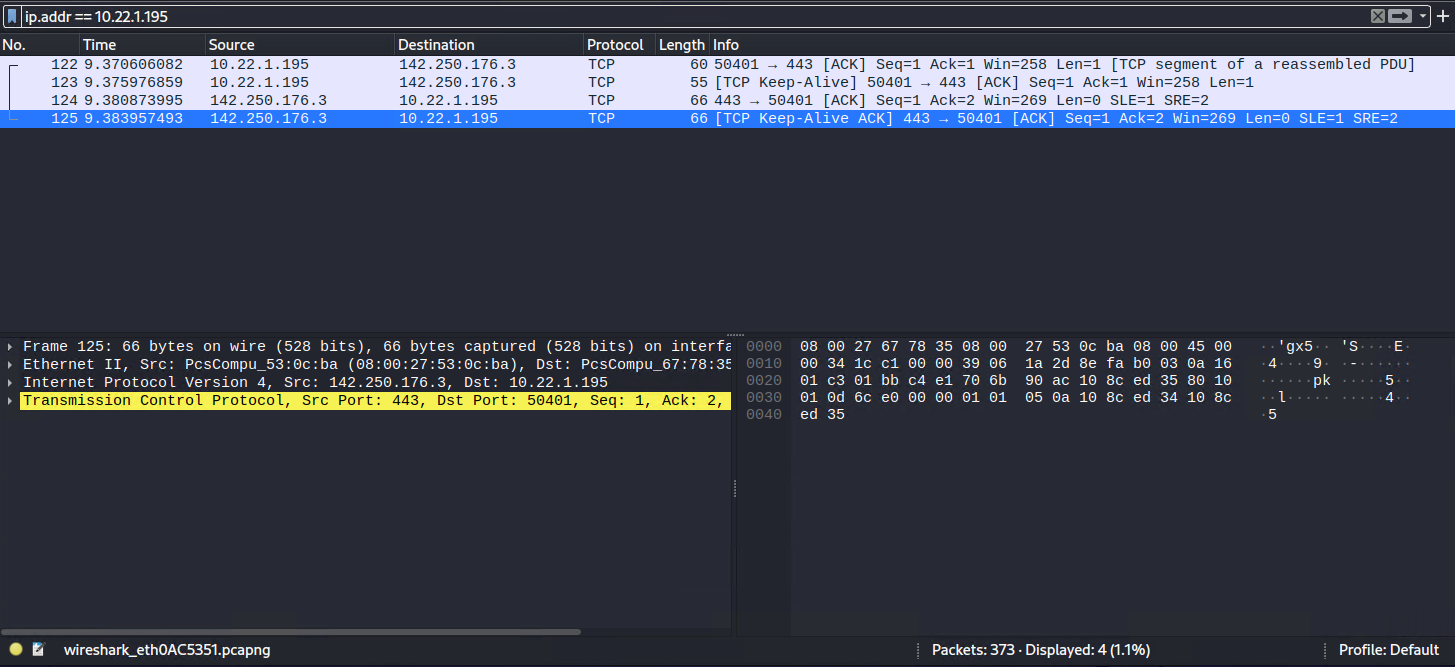 ip.addr == 10.22.1.195
No. Time Source Destination Protocol Length Info
122 9.370606082 10.22.1.195 142.250.176.3 TCP 60 50401 → 443 [ACK] Seq=1 Ack=1 Win=258 Len=1 [TCP segment of a reassembled PDU]
123 9.375976859 10.22.1.195 142.250.176.3 TCP 55 [TCP Keep-Alive] 50401 → 443 [ACK] Seq=1 Ack=1 Win=258 Len=1
124 9.380873995 142.250.176.3 10.22.1.195 TCP 66 443 → 50401 [ACK] Seq=1 Ack=2 Win=269 Len=0 SLE=1 SRE=2
125 9.383957493 142.250.176.3 10.22.1.195 TCP 66 [TCP Keep-Alive ACK] 443 → 50401 [ACK] Seq=1 Ack=2 Win=269 Len=0 SLE=1 SRE=2
Frame 125: 66 bytes on wire (528 bits), 66 bytes captured (528 bits) on interfa
Ethernet II, Src: PcsCompu_53:0c:ba (08:00:27:53:0c:ba), Dst: PcsCompu_67:78:35
Internet Protocol Version 4, Src: 142.250.176.3, Dst: 10.22.1.195
Transmission Control Protocol, Src Port: 443, Dst Port: 50401, Seq: 1, Ack: 2,
0000 08 00 27 67 78 35 08 00 27 53 0c ba 08 00 45 00 ··'gx5·· 'S····E·
0010 00 34 1c c1 00 00 39 06 1a 2d 8e fa b0 03 0a 16 ·4····9· ·-······
0020 01 c3 01 bb c4 e1 70 6b 90 ac 10 8c ed 35 80 10 ······pk ·····5··
0030 01 0d 6c e0 00 00 01 01 05 0a 10 8c ed 34 10 8c ··l····· ·····4··
0040 ed 35 ·5
wireshark_eth0AC5351.pcapng Packets: 373 · Displayed: 4 (1.1%) Profile: Default